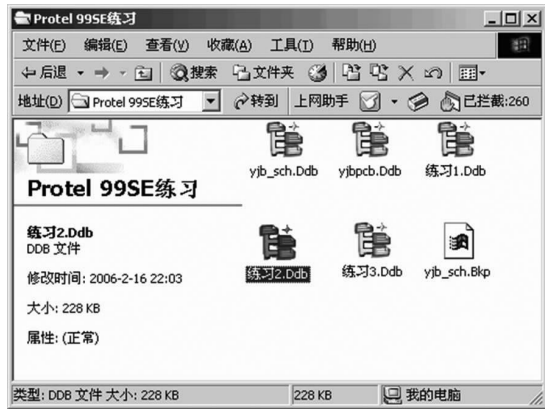 Protel 99SE练习
文件(F) 编辑(E) 查看(V) 收藏(A) 工具(T) 帮助(H)
后退 搜索 文件夹
地址(D) Protel 99SE练习 转到 上网助手 已拦截:260
Protel 99SE练习
练习2.Ddb
DDB 文件
修改时间: 2006-2-16 22:03
大小: 228 KB
属性: (正常)
yjb_sch.Ddb yjbpcb.Ddb 练习1.Ddb
练习2.Ddb 练习3.Ddb yjb_sch.Bkp
类型: DDB 文件 大小: 228 KB 228 KB 我的电脑